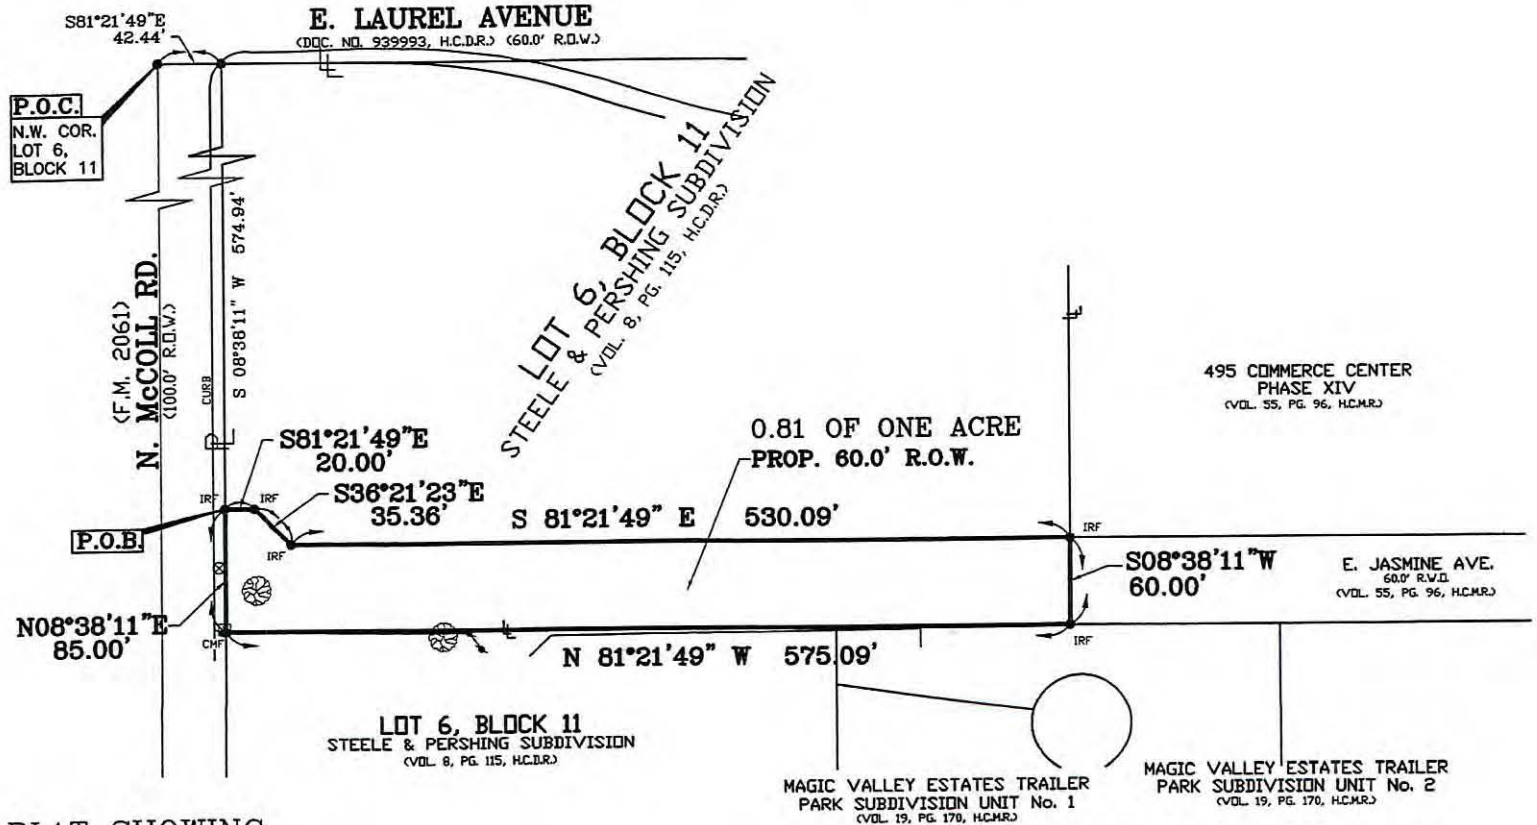 S81°21'49"E
42.44'
E. LAUREL AVENUE
(DOC. NO. 939993, H.C.D.R.) (60.0' R.O.W.)
P.O.C.
N.W. COR.
LOT 6,
BLOCK 11
N. McCOLL RD.
(F.M. 2061)
(100.0' R.O.W.)
CURB
S 08°38'11" W 574.94'
LOT 6, BLOCK 11
STEELE & PERSHING SUBDIVISION
(VOL. 8, PG. 115, H.C.D.R.)
495 COMMERCE CENTER
PHASE XIV
(VOL. 55, PG. 96, H.C.M.R.)
0.81 OF ONE ACRE
PROP. 60.0' R.O.W.
S81°21'49"E
20.00'
IRF
IRF
S36°21'23"E
35.36'
S 81°21'49" E 530.09'
IRF
P.O.B.
IRF
S08°38'11"W
60.00'
E. JASMINE AVE.
60.0' R.W.O.
(VOL. 55, PG. 96, H.C.M.R.)
N08°38'11"E
85.00'
CMF
IRF
N 81°21'49" W 575.09'
LOT 6, BLOCK 11
STEELE & PERSHING SUBDIVISION
(VOL. 8, PG. 115, H.C.D.R.)
MAGIC VALLEY ESTATES TRAILER
PARK SUBDIVISION UNIT No. 1
(VOL. 19, PG. 170, H.C.M.R.)
MAGIC VALLEY ESTATES TRAILER
PARK SUBDIVISION UNIT No. 2
(VOL. 19, PG. 170, H.C.M.R.)
PLAT SHOWING